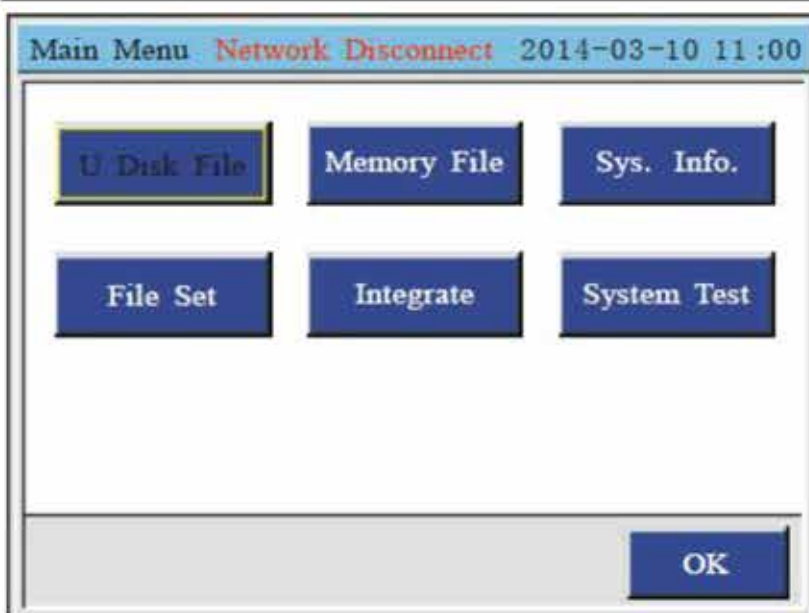 Main Menu Network Disconnect 2014-03-10 11:00
U Disk File Memory File Sys. Info.
File Set Integrate System Test
OK